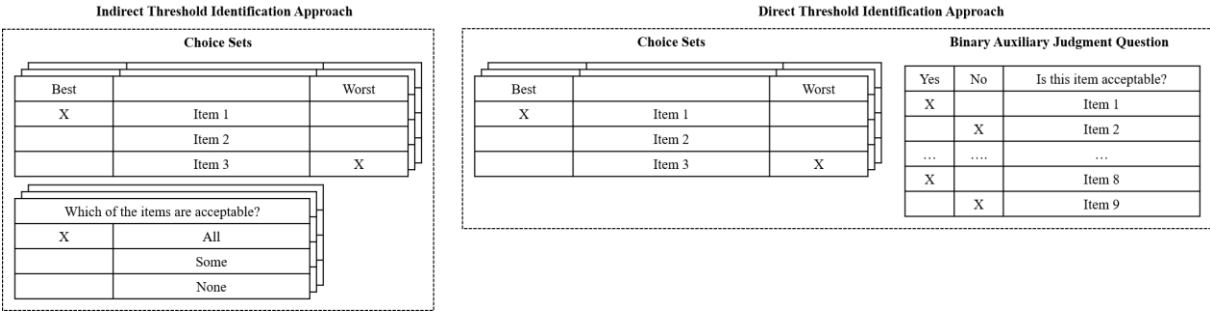 Indirect Threshold Identification Approach
Choice Sets
Best Worst
X Item 1
Item 2
Item 3 X
Which of the items are acceptable?
X All
Some
None
Direct Threshold Identification Approach
Choice Sets
Best Worst
X Item 1
Item 2
Item 3 X
Binary Auxiliary Judgment Question
Yes No Is this item acceptable?
X Item 1
X Item 2
... .... ...
X Item 8
X Item 9